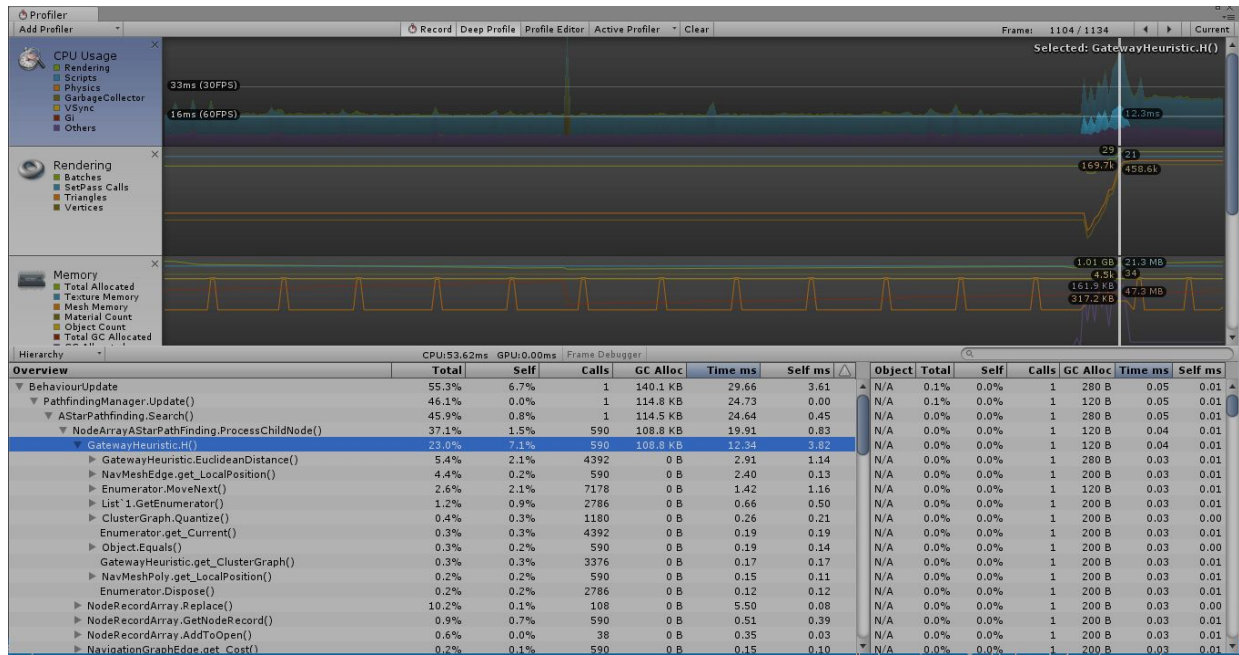 Profiler
Add Profiler Record Deep Profile Profile Editor Active Profiler Clear Frame: 1104 / 1134 Current
CPU Usage
Rendering
Scripts
Physics
GarbageCollector
VSync
Gi
Others
Selected: GatewayHeuristic.H()
33ms (30FPS)
16ms (60FPS)
12.3ms
Rendering
Batches
SetPass Calls
Triangles
Vertices
29 21
169.7k 458.6k
Memory
Total Allocated
Texture Memory
Mesh Memory
Material Count
Object Count
Total GC Allocated
1.01 GB 21.3 MB
4.5k 34
161.9 KB 47.3 MB
317.2 KB
Hierarchy CPU:53.62ms GPU:0.00ms Frame Debugger
Overview Total Self Calls GC Alloc Time ms Self ms Object Total Self Calls GC Alloc Time ms Self ms
BehaviourUpdate 55.3% 6.7% 1 140.1 KB 29.66 3.61 N/A 0.1% 0.0% 1 280 B 0.05 0.01
PathfindingManager.Update() 46.1% 0.0% 1 114.8 KB 24.73 0.00 N/A 0.1% 0.0% 1 120 B 0.05 0.01
AStarPathfinding.Search() 45.9% 0.8% 1 114.5 KB 24.64 0.45 N/A 0.0% 0.0% 1 280 B 0.05 0.01
NodeArrayAStarPathFinding.ProcessChildNode() 37.1% 1.5% 590 108.8 KB 19.91 0.83 N/A 0.0% 0.0% 1 120 B 0.04 0.01
GatewayHeuristic.H() 23.0% 7.1% 590 108.8 KB 12.34 3.82 N/A 0.0% 0.0% 1 200 B 0.04 0.01
GatewayHeuristic.EuclideanDistance() 5.4% 2.1% 4392 0 B 2.91 1.14 N/A 0.0% 0.0% 1 280 B 0.03 0.01
NavMeshEdge.get_LocalPosition() 4.4% 0.2% 590 0 B 2.40 0.13 N/A 0.0% 0.0% 1 200 B 0.03 0.01
Enumerator.MoveNext() 2.6% 2.1% 7178 0 B 1.42 1.16 N/A 0.0% 0.0% 1 120 B 0.03 0.01
List`1.GetEnumerator() 1.2% 0.9% 2786 0 B 0.66 0.50 N/A 0.0% 0.0% 1 200 B 0.03 0.01
ClusterGraph.Quantize() 0.4% 0.3% 1180 0 B 0.26 0.21 N/A 0.0% 0.0% 1 200 B 0.03 0.00
Enumerator.get_Current() 0.3% 0.3% 4392 0 B 0.19 0.19 N/A 0.0% 0.0% 1 200 B 0.03 0.01
Object.Equals() 0.3% 0.2% 590 0 B 0.19 0.14 N/A 0.0% 0.0% 1 200 B 0.03 0.00
GatewayHeuristic.get_ClusterGraph() 0.3% 0.3% 3376 0 B 0.17 0.17 N/A 0.0% 0.0% 1 200 B 0.03 0.01
NavMeshPoly.get_LocalPosition() 0.2% 0.2% 590 0 B 0.15 0.11 N/A 0.0% 0.0% 1 200 B 0.03 0.01
Enumerator.Dispose() 0.2% 0.2% 2786 0 B 0.12 0.12 N/A 0.0% 0.0% 1 200 B 0.03 0.01
NodeRecordArray.Replace() 10.2% 0.1% 108 0 B 5.50 0.08 N/A 0.0% 0.0% 1 200 B 0.03 0.00
NodeRecordArray.GetNodeRecord() 0.9% 0.7% 590 0 B 0.51 0.39 N/A 0.0% 0.0% 1 200 B 0.03 0.01
NodeRecordArray.AddToOpen() 0.6% 0.0% 38 0 B 0.35 0.03 N/A 0.0% 0.0% 1 200 B 0.03 0.01
NavigationGraphEdge.get_Cost() 0.2% 0.1% 590 0 B 0.15 0.10 N/A 0.0% 0.0% 1 200 B 0.03 0.01